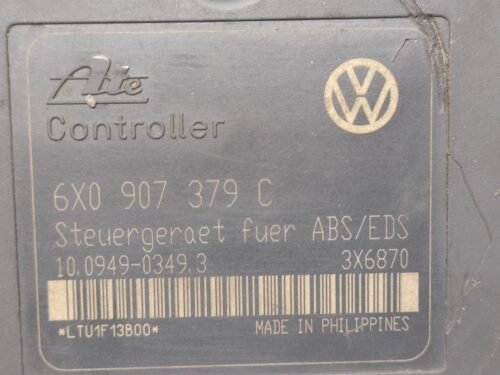 Ate
Controller
VW
6X0 907 379 C
Steuergeraet fuer ABS/EDS
10.0949-0349.3 3X6870
*LTU1F13B00*
MADE IN PHILIPPINES